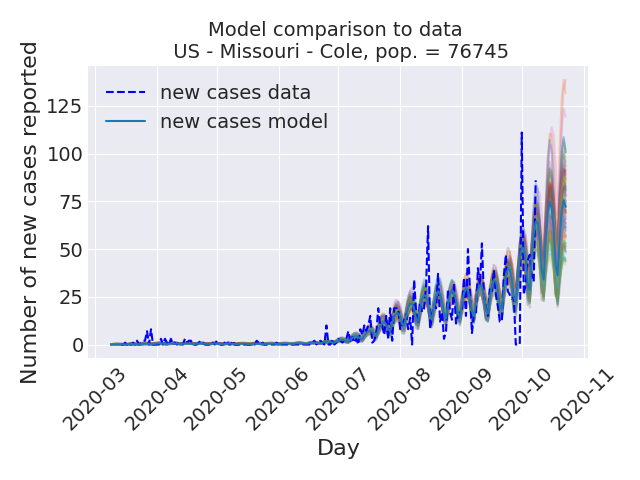 Model comparison to data
US - Missouri - Cole, pop. = 76745
Number of new cases reported
125
100
75
50
25
0
new cases data
new cases model
2020-03
2020-04
2020-05
2020-06
2020-07
2020-08
2020-09
2020-10
2020-11
Day